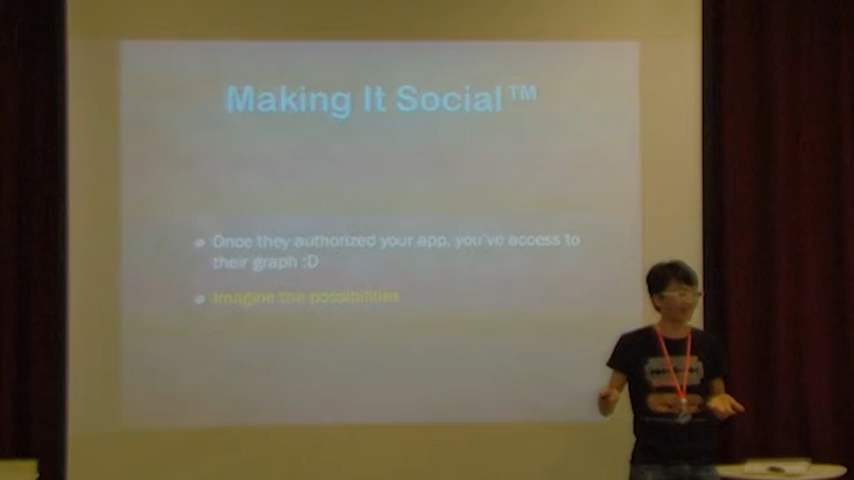 Making It Social™
Once they authorized your app, you've access to
their graph :D
Imagine the possibilities